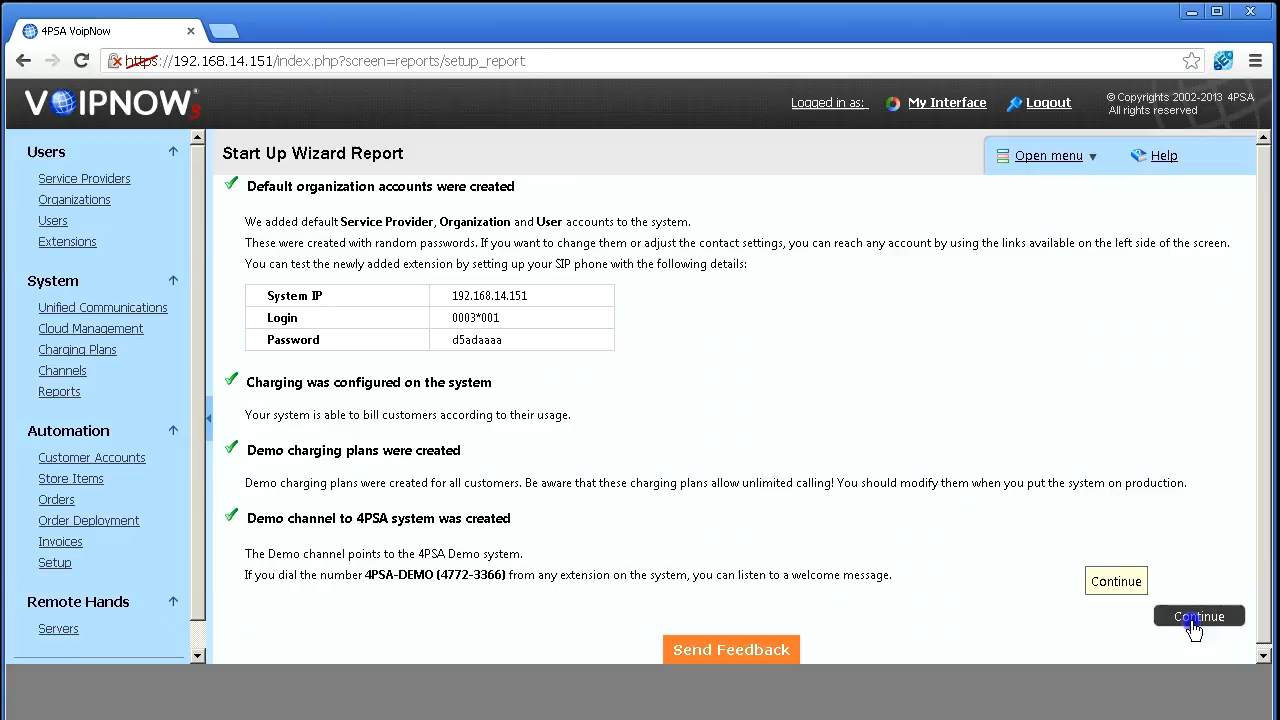 4PSA VoipNow
https://192.168.14.151/index.php?screen=reports/setup_report
VOIPNOW® 3
Logged in as:
My Interface
Logout
© Copyrights 2002-2013 4PSA
All rights reserved
Users
Service Providers
Organizations
Users
Extensions
System
Unified Communications
Cloud Management
Charging Plans
Channels
Reports
Automation
Customer Accounts
Store Items
Orders
Order Deployment
Invoices
Setup
Remote Hands
Servers
Start Up Wizard Report
Open menu
Help
Default organization accounts were created
We added default Service Provider, Organization and User accounts to the system.
These were created with random passwords. If you want to change them or adjust the contact settings, you can reach any account by using the links available on the left side of the screen.
You can test the newly added extension by setting up your SIP phone with the following details:
System IP 192.168.14.151
Login 0003*001
Password d5adaaaa
Charging was configured on the system
Your system is able to bill customers according to their usage.
Demo charging plans were created
Demo charging plans were created for all customers. Be aware that these charging plans allow unlimited calling! You should modify them when you put the system on production.
Demo channel to 4PSA system was created
The Demo channel points to the 4PSA Demo system.
If you dial the number 4PSA-DEMO (4772-3366) from any extension on the system, you can listen to a welcome message.
Continue
Continue
Send Feedback